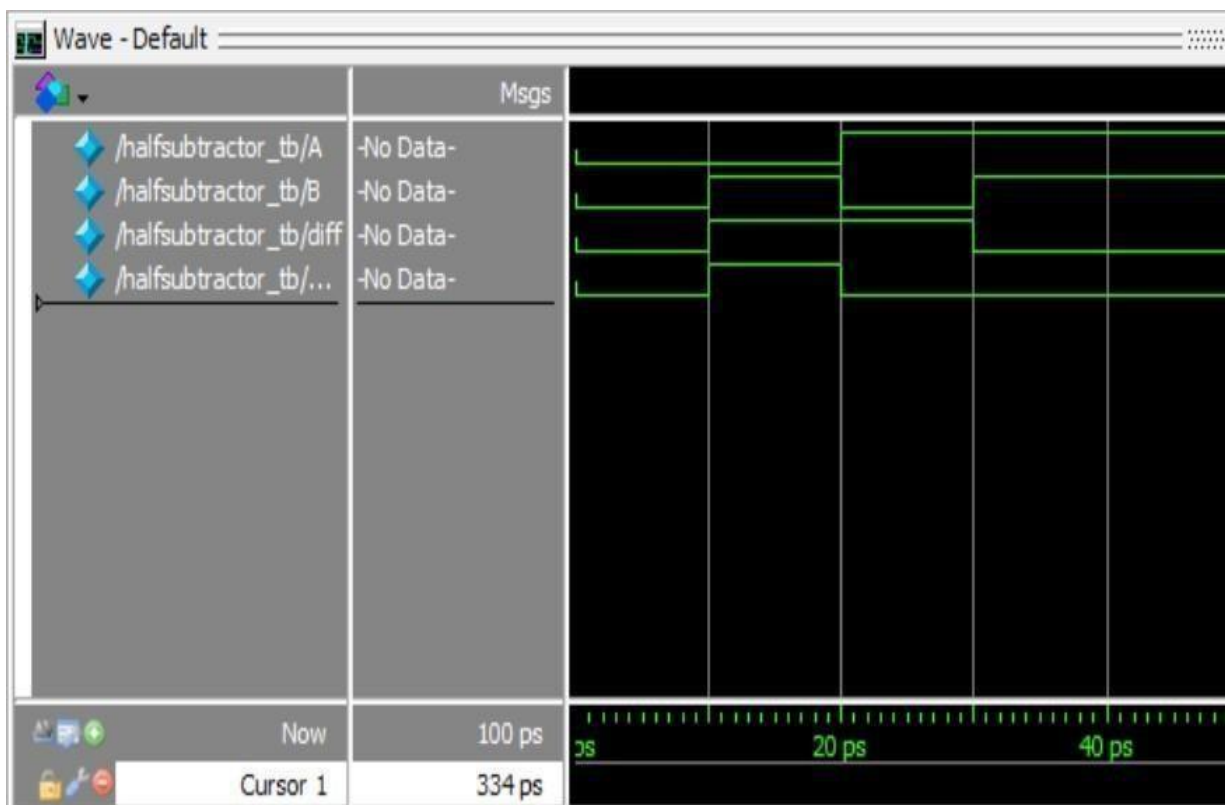 Wave - Default
Msgs
/halfsubtractor_tb/A -No Data-
/halfsubtractor_tb/B -No Data-
/halfsubtractor_tb/diff -No Data-
/halfsubtractor_tb/... -No Data-
Now 100 ps
ps 20 ps 40 ps
Cursor 1 334 ps